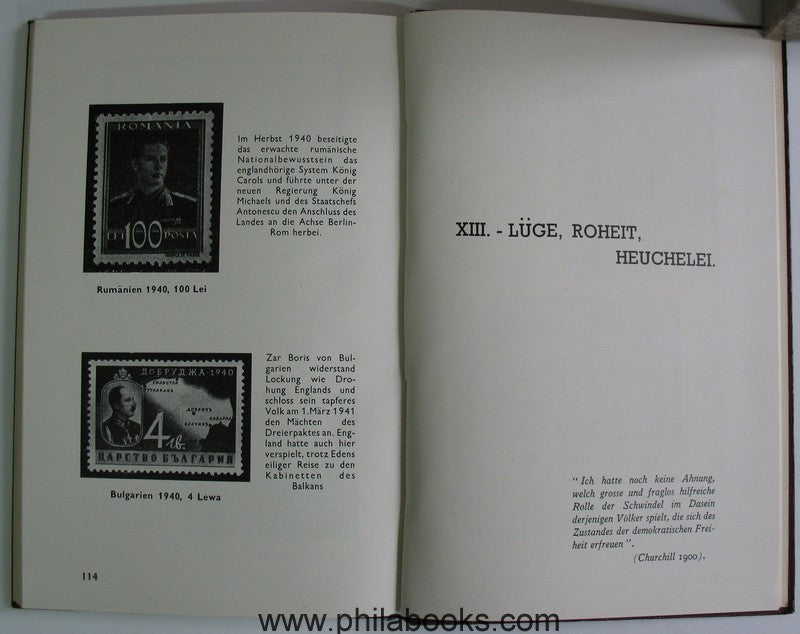 ROMANIA
LEI 100 POSTA
Im Herbst 1940 beseitigte
das erwachte rumänische
Nationalbewusstsein das
englandhörige System König
Carols und führte unter der
neuen Regierung König
Michaels und des Staatschefs
Antonescu den Anschluss des
Landes an die Achse Berlin-
Rom herbei.
Rumänien 1940, 100 Lei
ДОБРУДЖА 1940
СИЛИСТРА
ДОБРИЧЪ
БАЛЧИКЪ
4 лв.
ЦАРСТВО БЪЛГАРИЯ
Zar Boris von Bul-
garien widerstand
Lockung wie Dro-
hung Englands und
schloss sein tapferes
Volk am 1. März 1941
den Mächten des
Dreierpaktes an. Eng-
land hatte auch hier
verspielt, trotz Edens
eiliger Reise zu den
Kabinetten des
Balkans
Bulgarien 1940, 4 Lewa
114
XIII. - LÜGE, ROHEIT,
HEUCHELEI.
"Ich hatte noch keine Ahnung,
welch grosse und fraglos hilfreiche
Rolle der Schwindel im Dasein
derjenigen Völker spielt, die sich des
Zustandes der demokratischen Frei-
heit erfreuen".
(Churchill 1900).
www.philabooks.com